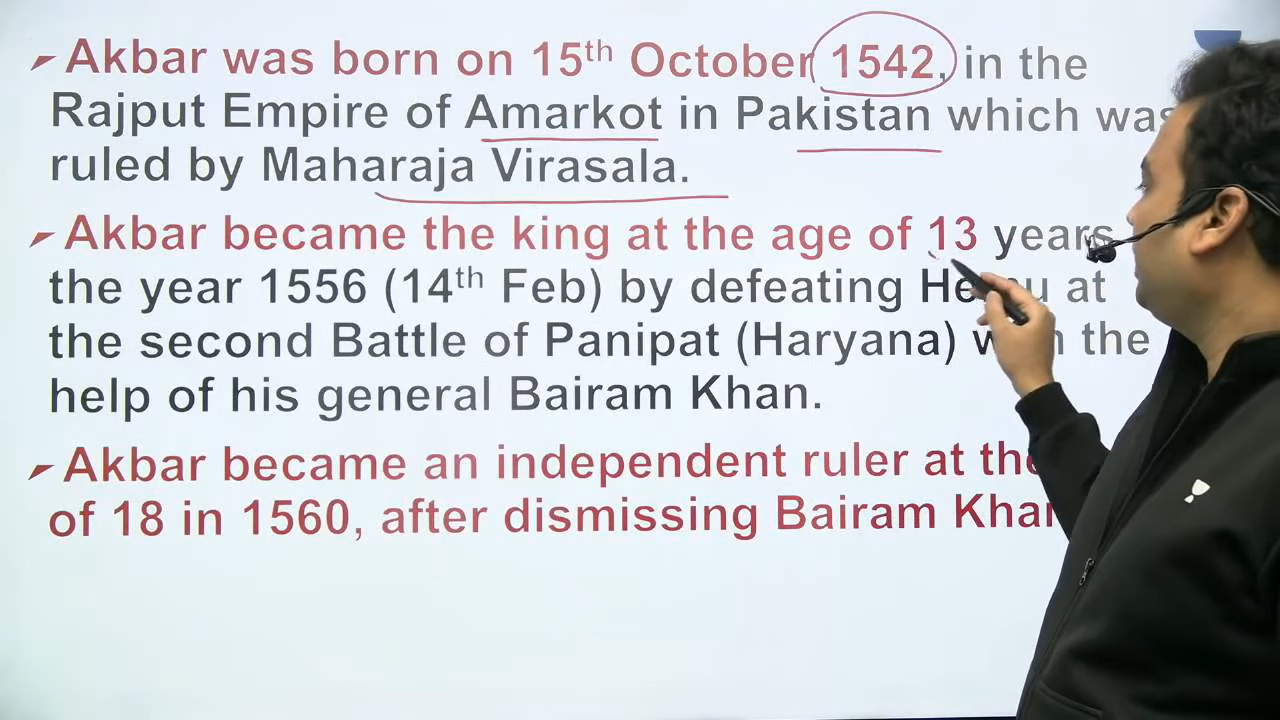 Akbar was born on 15th October 1542, in the
Rajput Empire of Amarkot in Pakistan which was
ruled by Maharaja Virasala.
Akbar became the king at the age of 13 years
the year 1556 (14th Feb) by defeating at
the second Battle of Panipat (Haryana) the
help of his general Bairam Khan.
Akbar became an independent ruler at the
of 18 in 1560, after dismissing Bairam Khan